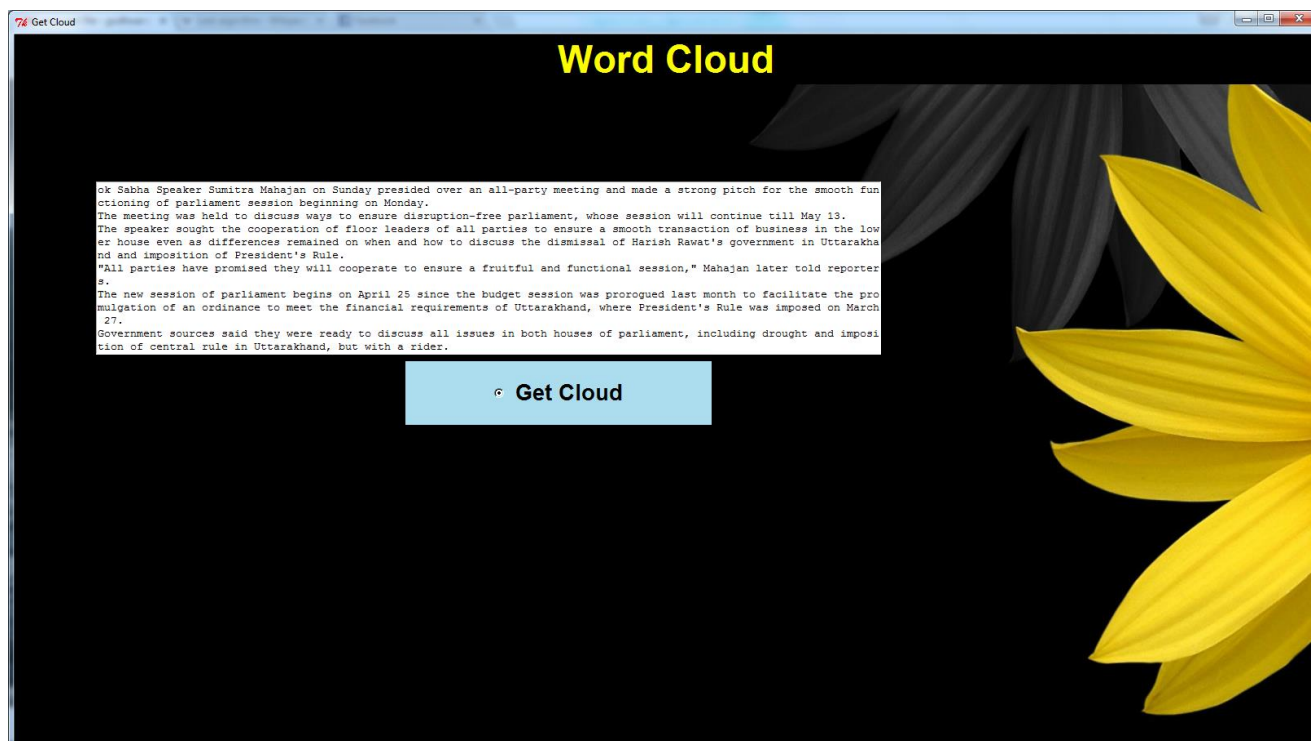 Get Cloud
Word Cloud
ok Sabha Speaker Sumitra Mahajan on Sunday presided over an all-party meeting and made a strong pitch for the smooth fun
ctioning of parliament session beginning on Monday.
The meeting was held to discuss ways to ensure disruption-free parliament, whose session will continue till May 13.
The speaker sought the cooperation of floor leaders of all parties to ensure a smooth transaction of business in the low
er house even as differences remained on when and how to discuss the dismissal of Harish Rawat's government in Uttarakha
nd and imposition of President's Rule.
"All parties have promised they will cooperate to ensure a fruitful and functional session," Mahajan later told reporter
s.
The new session of parliament begins on April 25 since the budget session was prorogued last month to facilitate the pro
mulgation of an ordinance to meet the financial requirements of Uttarakhand, where President's Rule was imposed on March
 27.
Government sources said they were ready to discuss all issues in both houses of parliament, including drought and imposi
tion of central rule in Uttarakhand, but with a rider.
Get Cloud